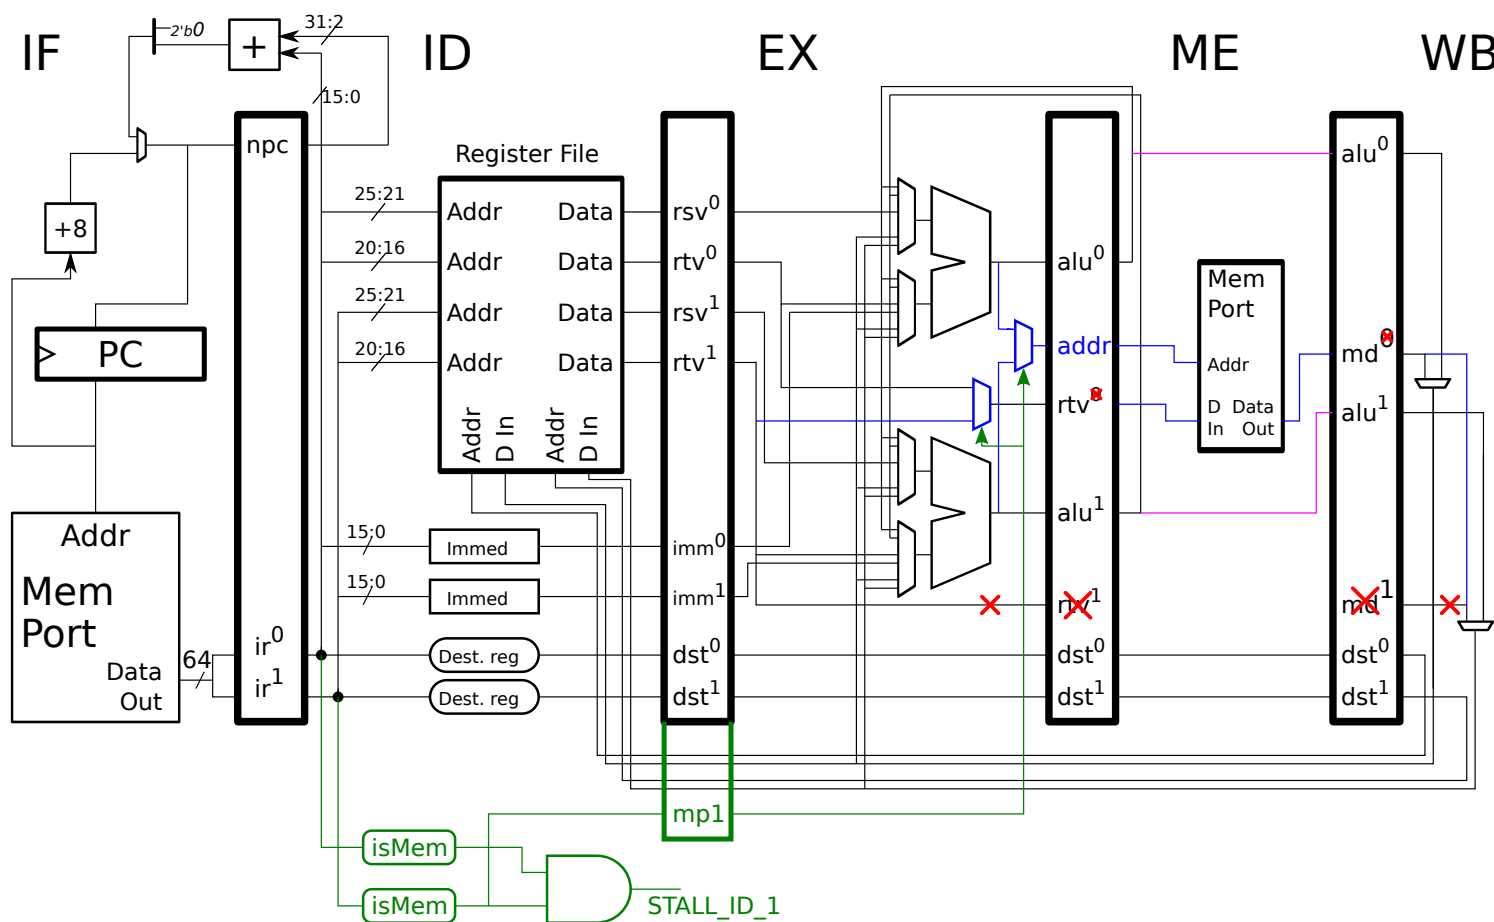 IF
ID
EX
ME
WB
2'b0
+
31:2
15:0
npc
+8
PC
Addr
Mem
Port
Data
Out
64
ir0
ir1
Register File
25:21
Addr
Data
20:16
Addr
Data
25:21
Addr
Data
20:16
Addr
Data
Addr
D In
Addr
D In
15:0
Immed
15:0
Immed
Dest. reg
Dest. reg
rsv0
rtv0
rsv1
rtv1
imm0
imm1
dst0
dst1
mp1
isMem
isMem
STALL_ID_1
alu0
addr
rtv0
alu1
rtv1
dst0
dst1
Mem
Port
Addr
D
In
Data
Out
alu0
md0
alu1
md1
dst0
dst1